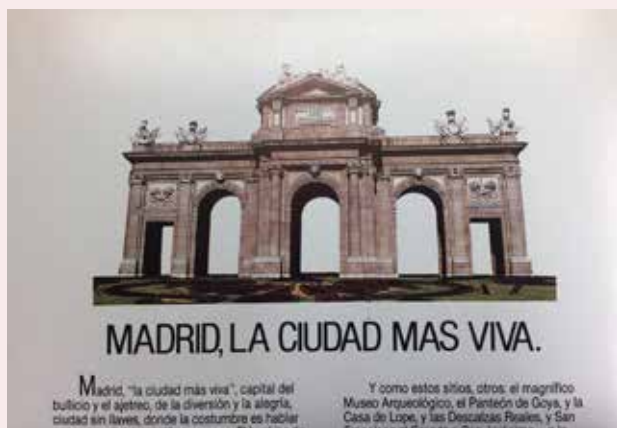 MADRID, LA CIUDAD MAS VIVA.
Madrid, "la ciudad más viva", capital del
bullicio y el ajetreo, de la diversión y la alegría,
ciudad sin llaves, donde la costumbre es hablar
Y como estos sitios, otros: el magnífico
Museo Arqueológico, el Panteón de Goya, y la
Casa de Lope, y las Descalzas Reales, y San